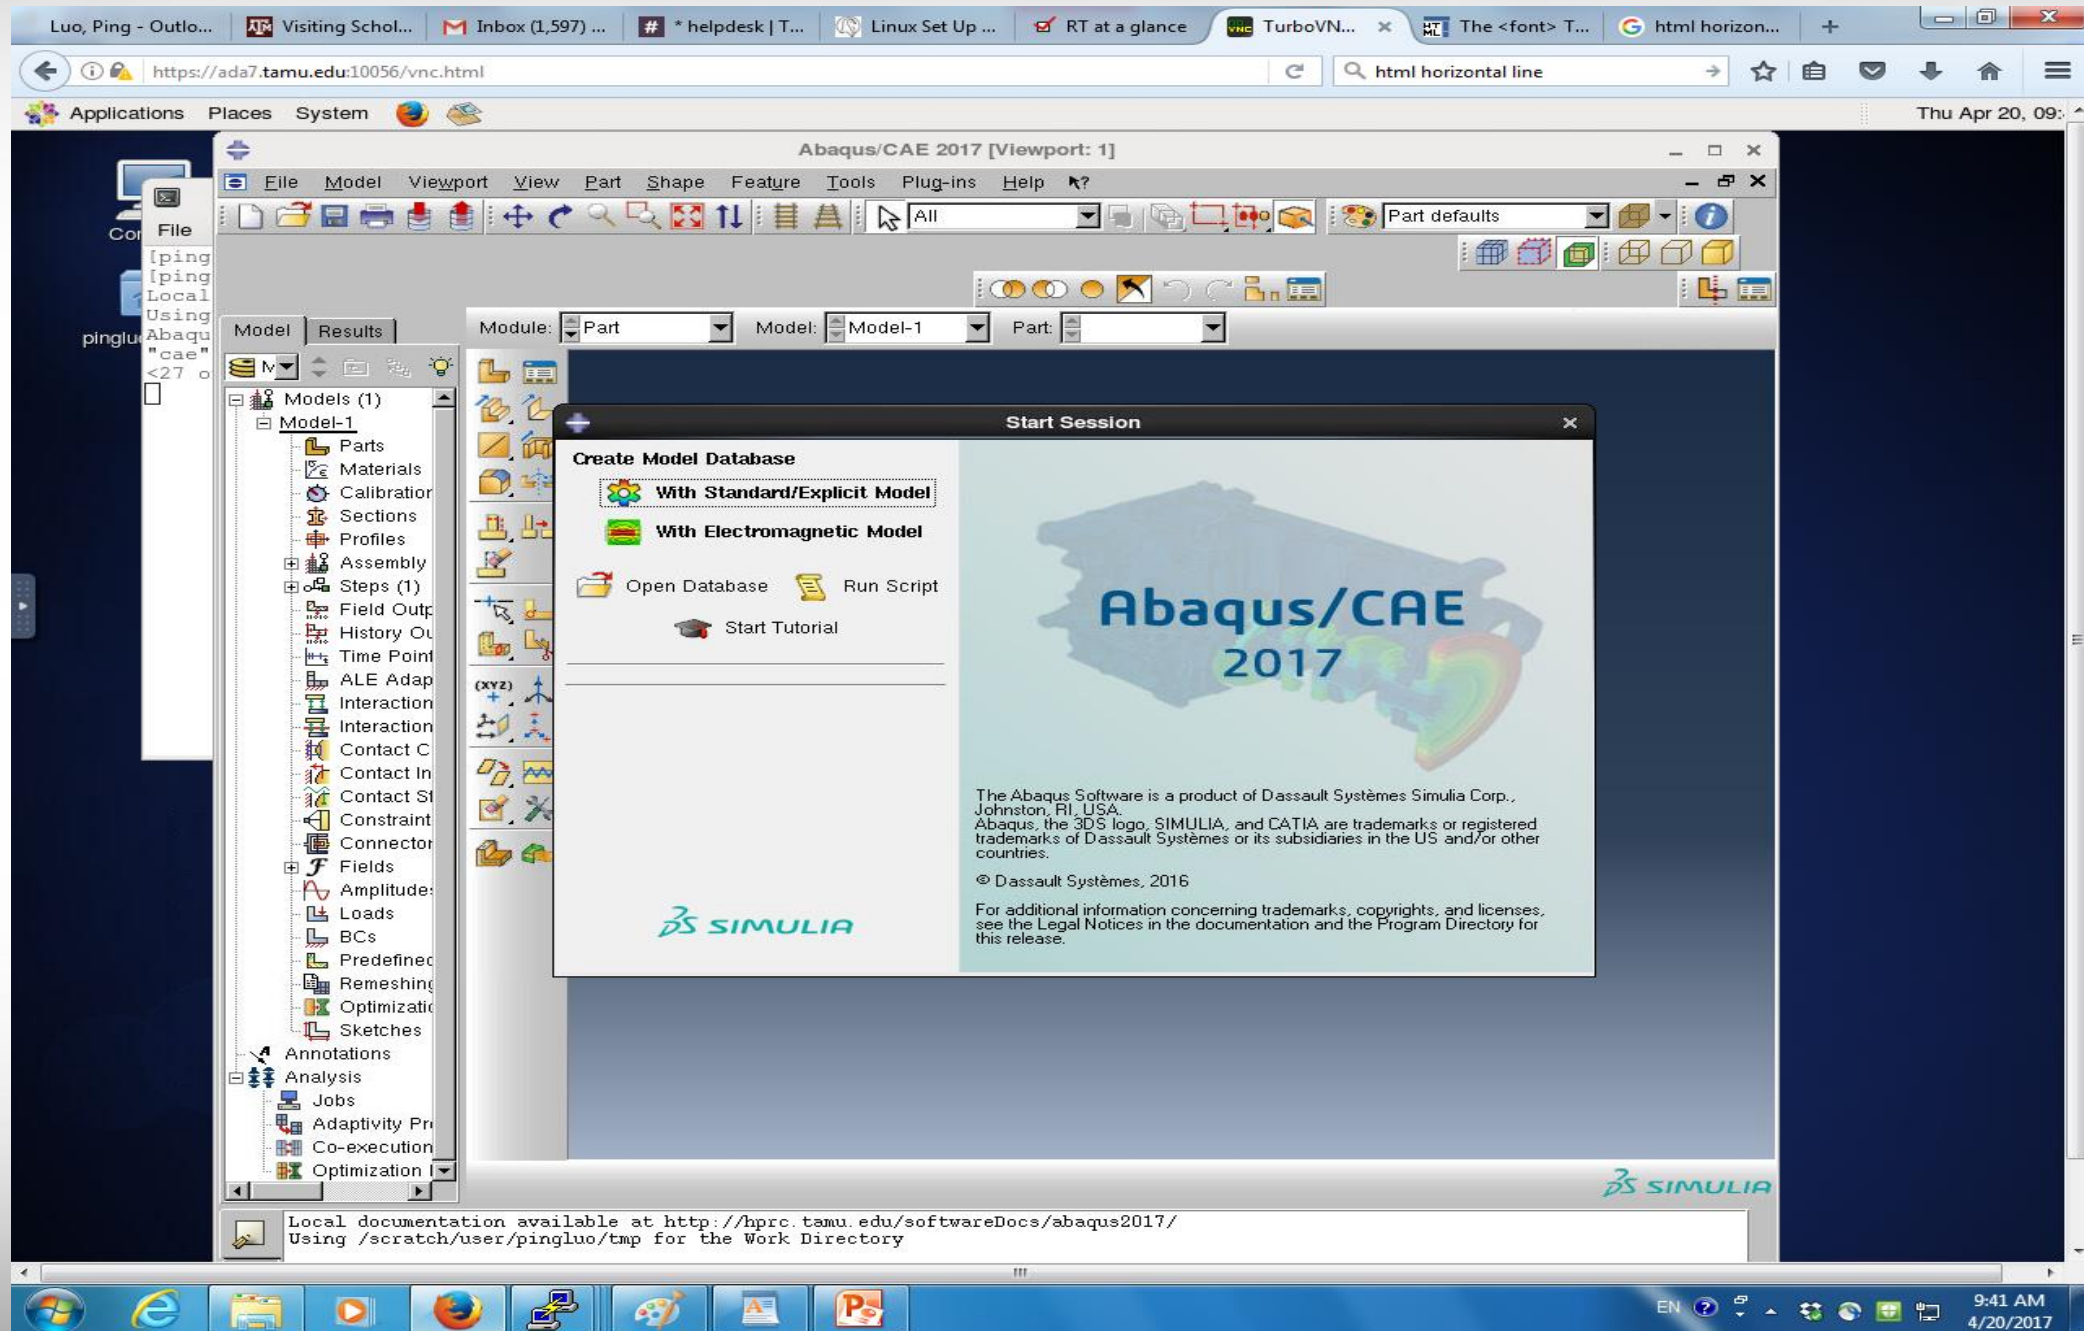 Luo, Ping - Outlo...
Visiting Schol...
Inbox (1,597) ...
* helpdesk | T...
Linux Set Up ...
RT at a glance
TurboVN...
The <font> T...
html horizon...
https://ada7.tamu.edu:10056/vnc.html
html horizontal line
Applications Places System
Thu Apr 20, 09:
Abaqus/CAE 2017 [Viewport: 1]
File Model Viewport View Part Shape Feature Tools Plug-ins Help
All
Part defaults
File
[ping
[ping
Local
Using
Abaqu
"cae"
<27 o
pinglu
Model Results
Module: Part
Model: Model-1
Part:
Models (1)
Model-1
Parts
Materials
Calibration
Sections
Profiles
Assembly
Steps (1)
Field Outp
History Ou
Time Point
ALE Adap
Interaction
Interaction
Contact C
Contact In
Contact St
Constraint
Connector
Fields
Amplitude
Loads
BCs
Predefined
Remeshing
Optimizatio
Sketches
Annotations
Analysis
Jobs
Adaptivity Pr
Co-execution
Optimization
(XYZ)
Start Session
Create Model Database
With Standard/Explicit Model
With Electromagnetic Model
Open Database
Run Script
Start Tutorial
SIMULIA
Abaqus/CAE
2017
The Abaqus Software is a product of Dassault Systèmes Simulia Corp.,
Johnston, RI, USA.
Abaqus, the 3DS logo, SIMULIA, and CATIA are trademarks or registered
trademarks of Dassault Systèmes or its subsidiaries in the US and/or other
countries.
© Dassault Systèmes, 2016
For additional information concerning trademarks, copyrights, and licenses,
see the Legal Notices in the documentation and the Program Directory for
this release.
SIMULIA
Local documentation available at http://hprc.tamu.edu/softwareDocs/abaqus2017/
Using /scratch/user/pingluo/tmp for the Work Directory
EN
9:41 AM
4/20/2017